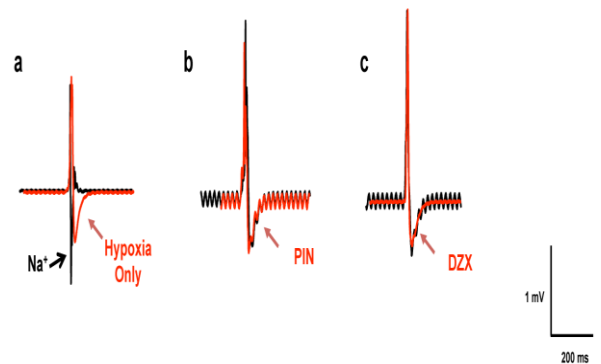 a
b
c
Na⁺
Hypoxia
Only
PIN
DZX
1 mV
200 ms